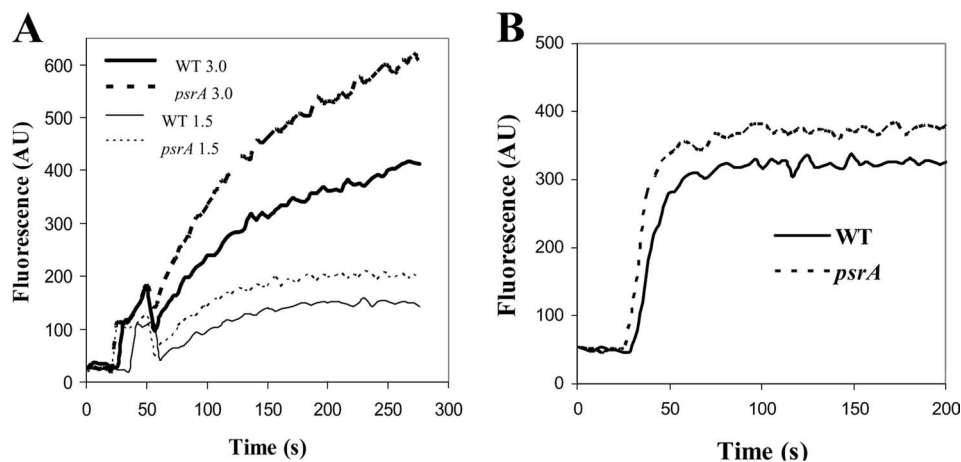 A
Fluorescence (AU)
600
500
400
300
200
100
0
WT 3.0
psrA 3.0
WT 1.5
psrA 1.5
0 50 100 150 200 250 300
Time (s)
B
Fluorescence (AU)
500
400
300
200
100
0
WT
psrA
0 50 100 150 200
Time (s)